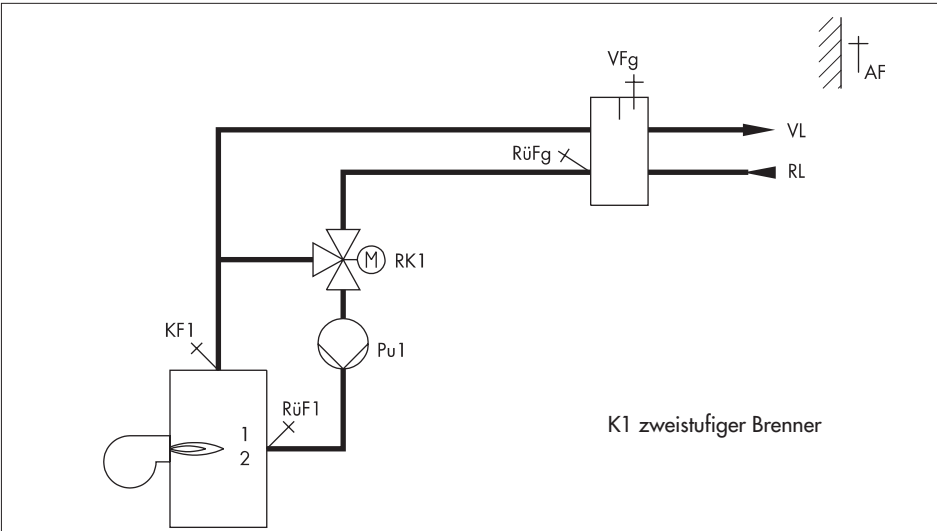 VFg
AF
VL
RüFg
RL
M
RK1
KF1
Pu1
RüF1
1
2
K1 zweistufiger Brenner